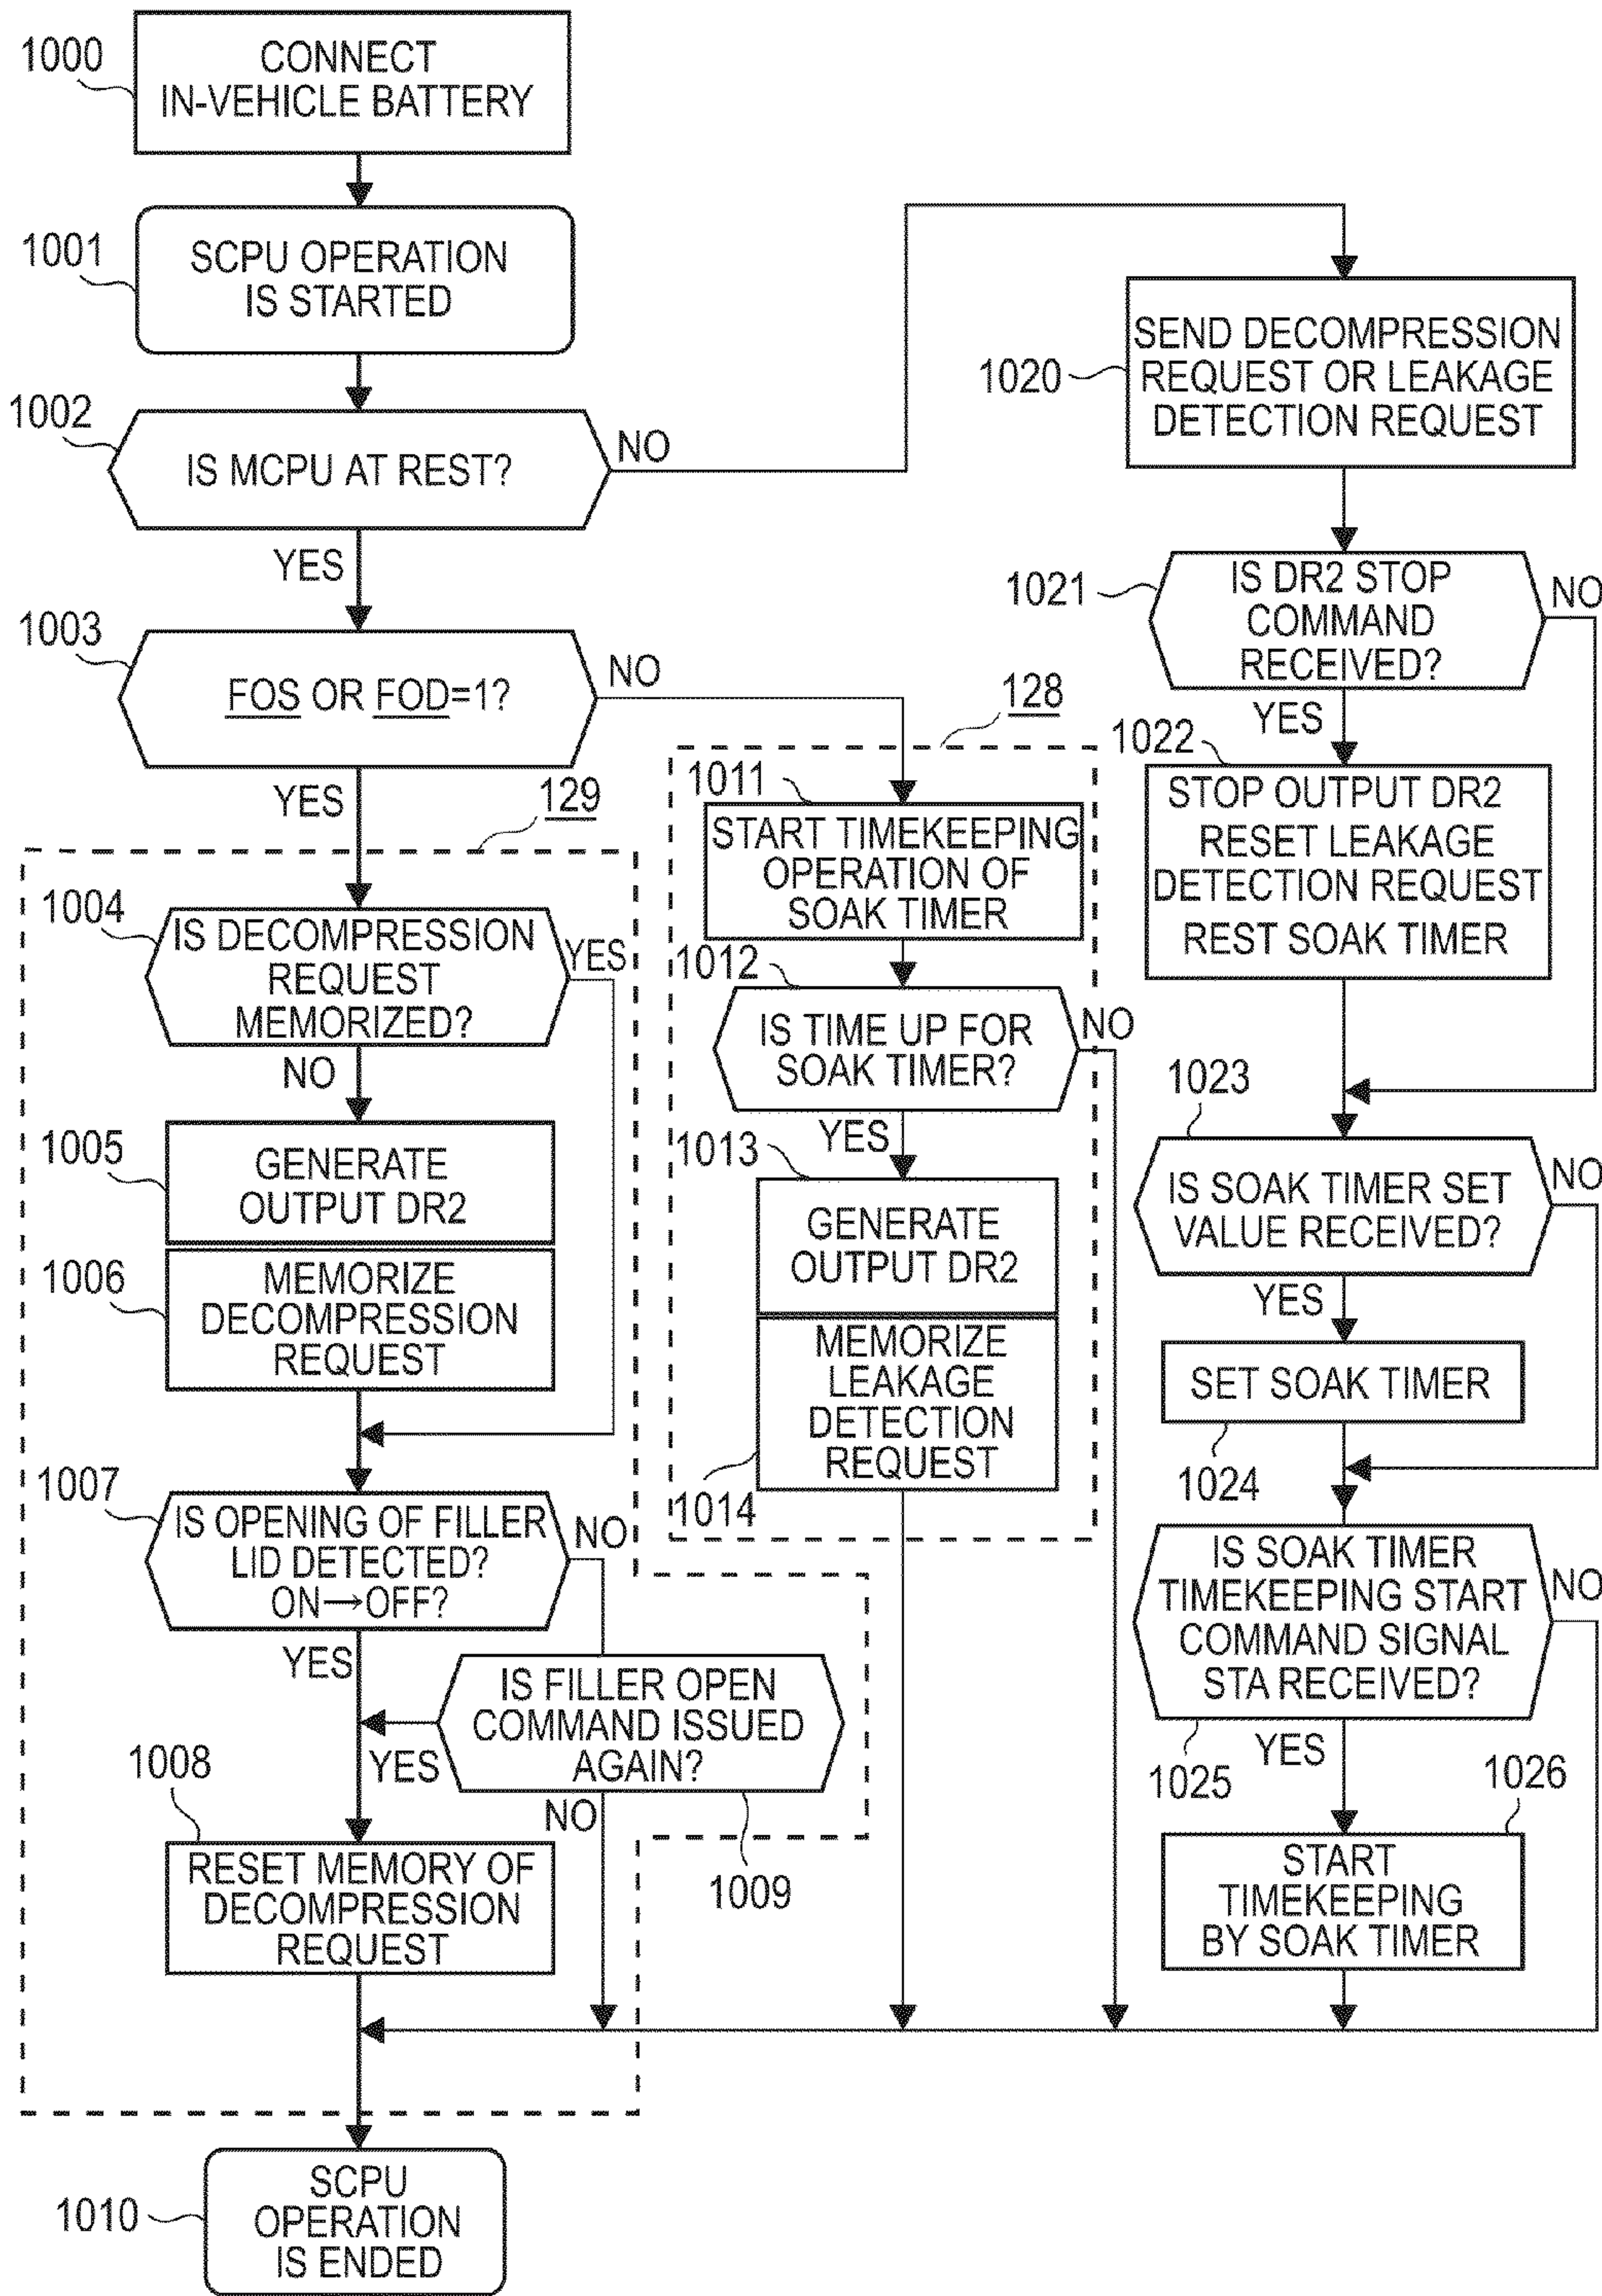 1000
CONNECT
IN-VEHICLE BATTERY
1001
SCPU OPERATION
IS STARTED
1002
IS MCPU AT REST?
NO
YES
1003
FOS OR FOD=1?
NO
YES
129
1004
IS DECOMPRESSION
REQUEST
MEMORIZED?
YES
NO
1005
GENERATE
OUTPUT DR2
1006
MEMORIZE
DECOMPRESSION
REQUEST
1007
IS OPENING OF FILLER
LID DETECTED?
ON→OFF?
NO
YES
IS FILLER OPEN
COMMAND ISSUED
AGAIN?
YES
NO
1009
1008
RESET MEMORY OF
DECOMPRESSION
REQUEST
1010
SCPU
OPERATION
IS ENDED
128
1011
START TIMEKEEPING
OPERATION OF
SOAK TIMER
1012
IS TIME UP FOR
SOAK TIMER?
NO
YES
1013
GENERATE
OUTPUT DR2
MEMORIZE
LEAKAGE
DETECTION
REQUEST
1014
1020
SEND DECOMPRESSION
REQUEST OR LEAKAGE
DETECTION REQUEST
1021
IS DR2 STOP
COMMAND
RECEIVED?
NO
YES
1022
STOP OUTPUT DR2
RESET LEAKAGE
DETECTION REQUEST
REST SOAK TIMER
1023
IS SOAK TIMER SET
VALUE RECEIVED?
NO
YES
SET SOAK TIMER
1024
IS SOAK TIMER
TIMEKEEPING START
COMMAND SIGNAL
STA RECEIVED?
NO
YES
1025
1026
START
TIMEKEEPING
BY SOAK TIMER